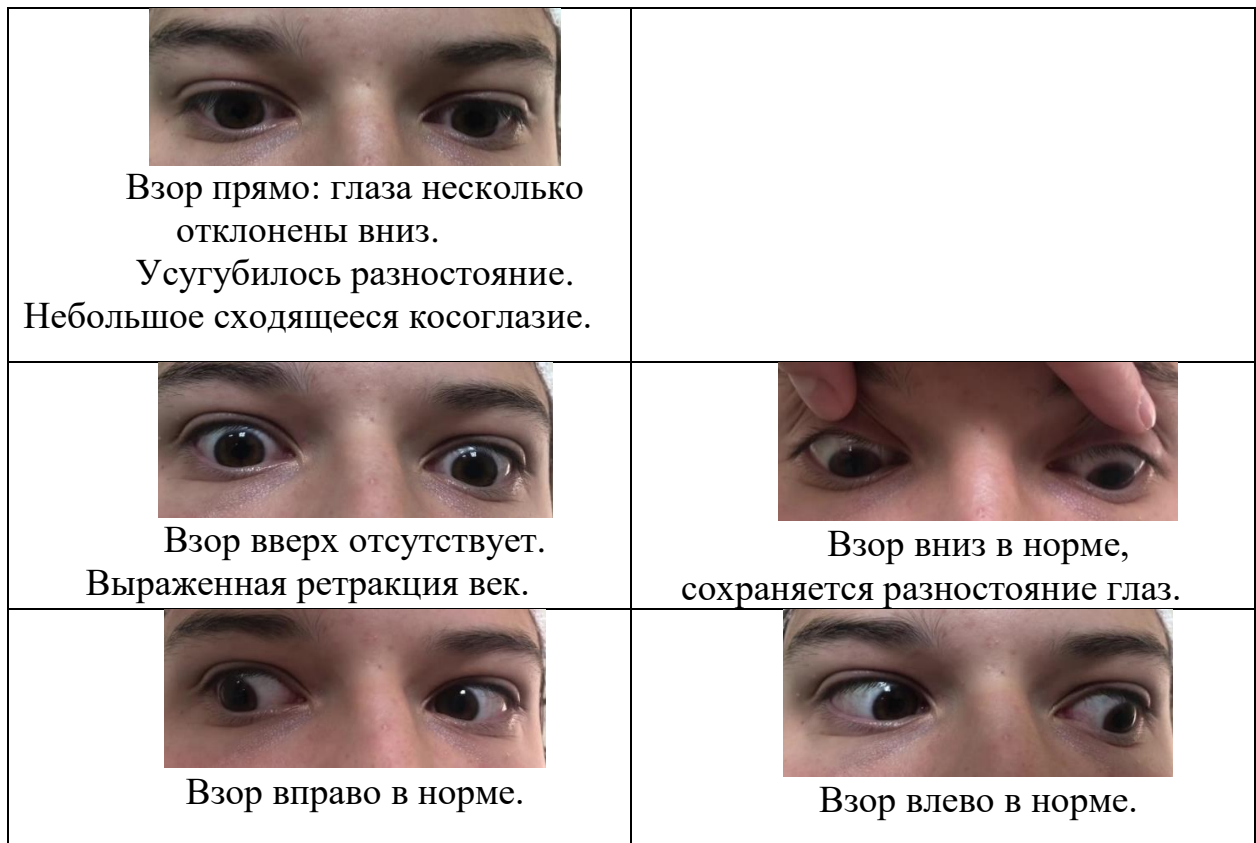 Взор прямо: глаза несколько
отклонены вниз.
Усугубилось разностояние.
Небольшое сходящееся косоглазие.
Взор вверх отсутствует.
Выраженная ретракция век.
Взор вниз в норме,
сохраняется разностояние глаз.
Взор вправо в норме.
Взор влево в норме.